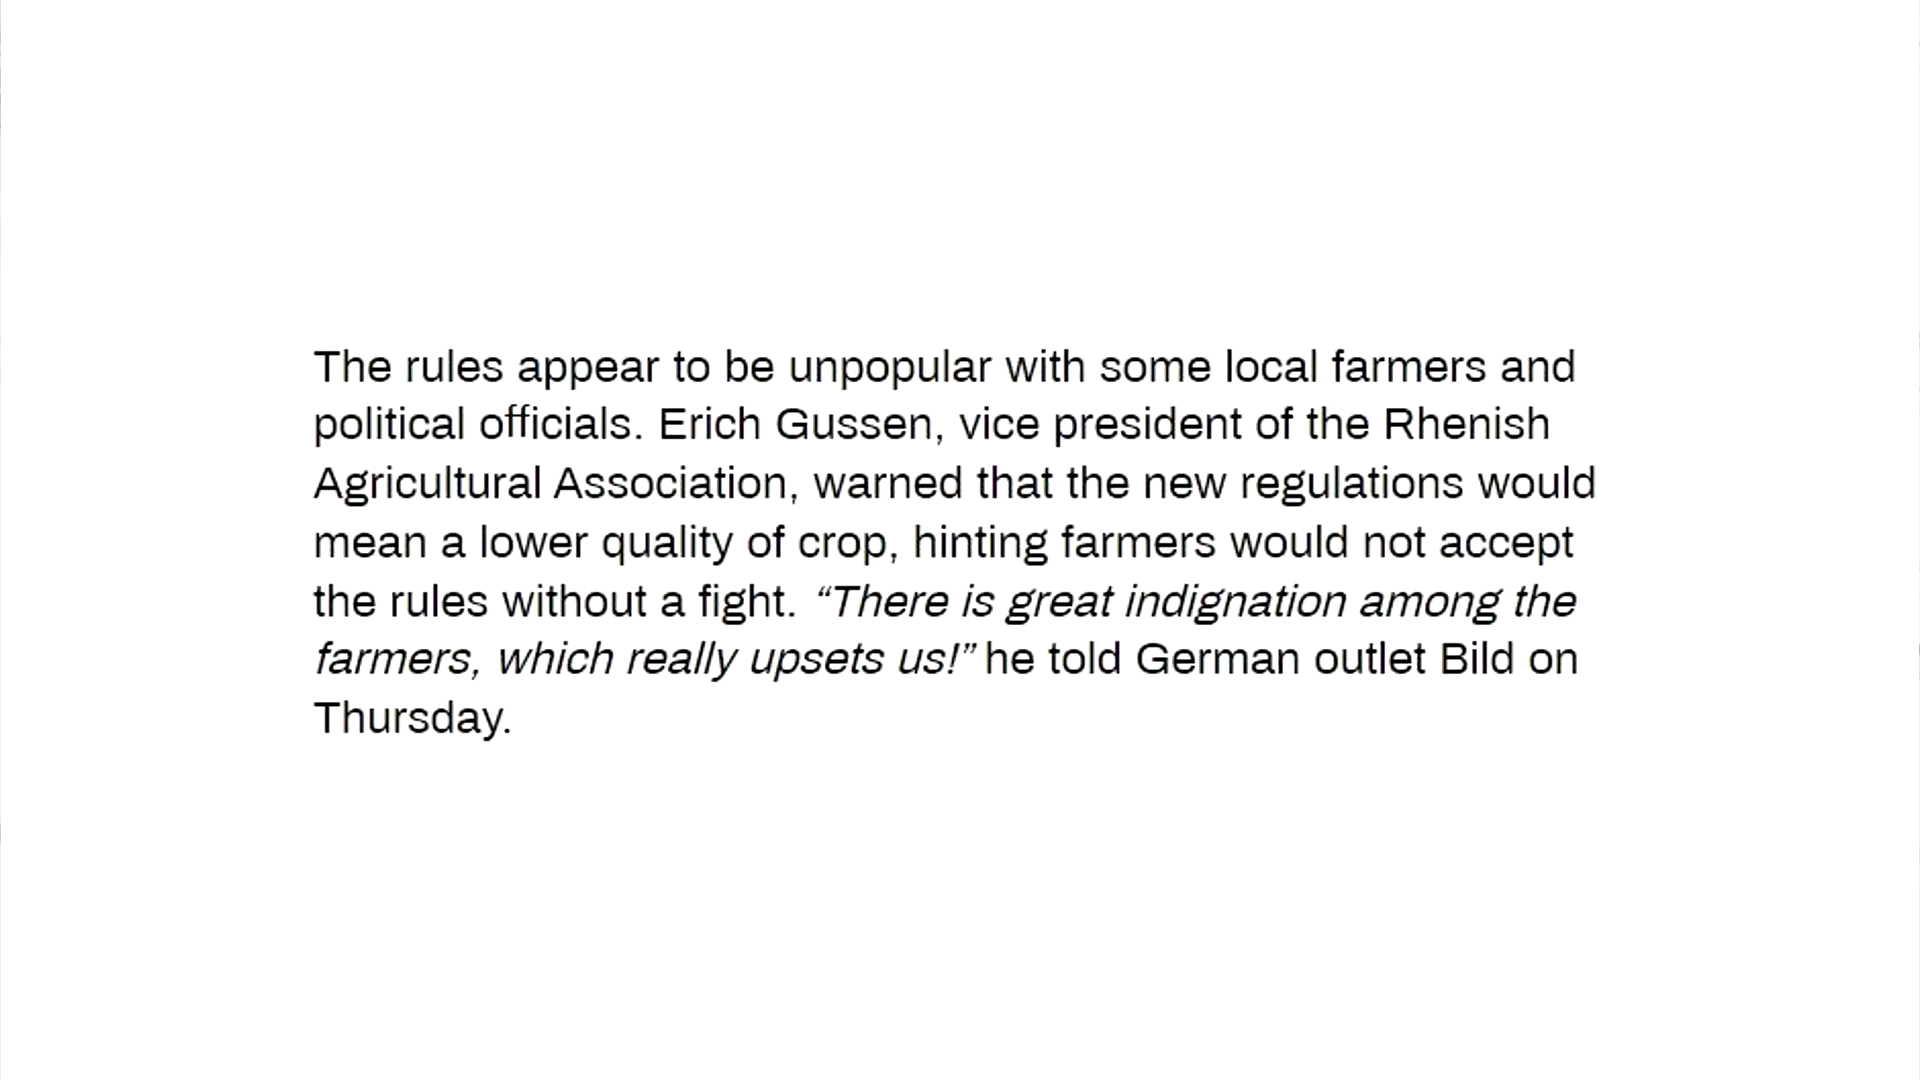 The rules appear to be unpopular with some local farmers and
political officials. Erich Gussen, vice president of the Rhenish
Agricultural Association, warned that the new regulations would
mean a lower quality of crop, hinting farmers would not accept
the rules without a fight. “There is great indignation among the
farmers, which really upsets us!” he told German outlet Bild on
Thursday.